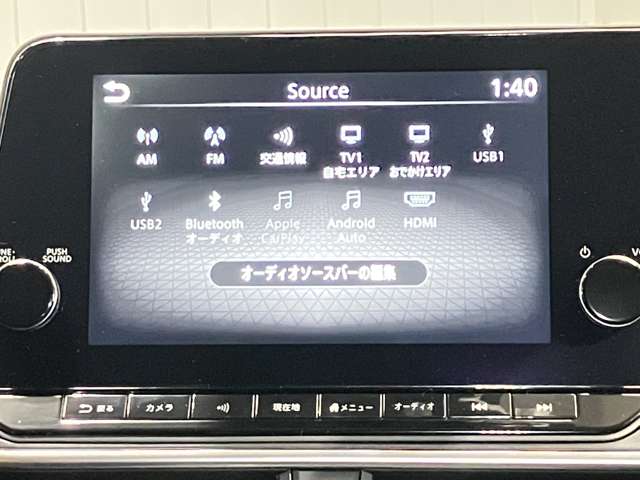 Source 1:40
AM FM 交通情報 TV1 TV2 USB1
自宅エリア おでかけエリア
USB2 Bluetooth Apple Android HDMI
オーディオ CarPlay Auto
オーディオソースバーの編集
PUSH
SOUND
戻る カメラ 現在地 メニュー オーディオ